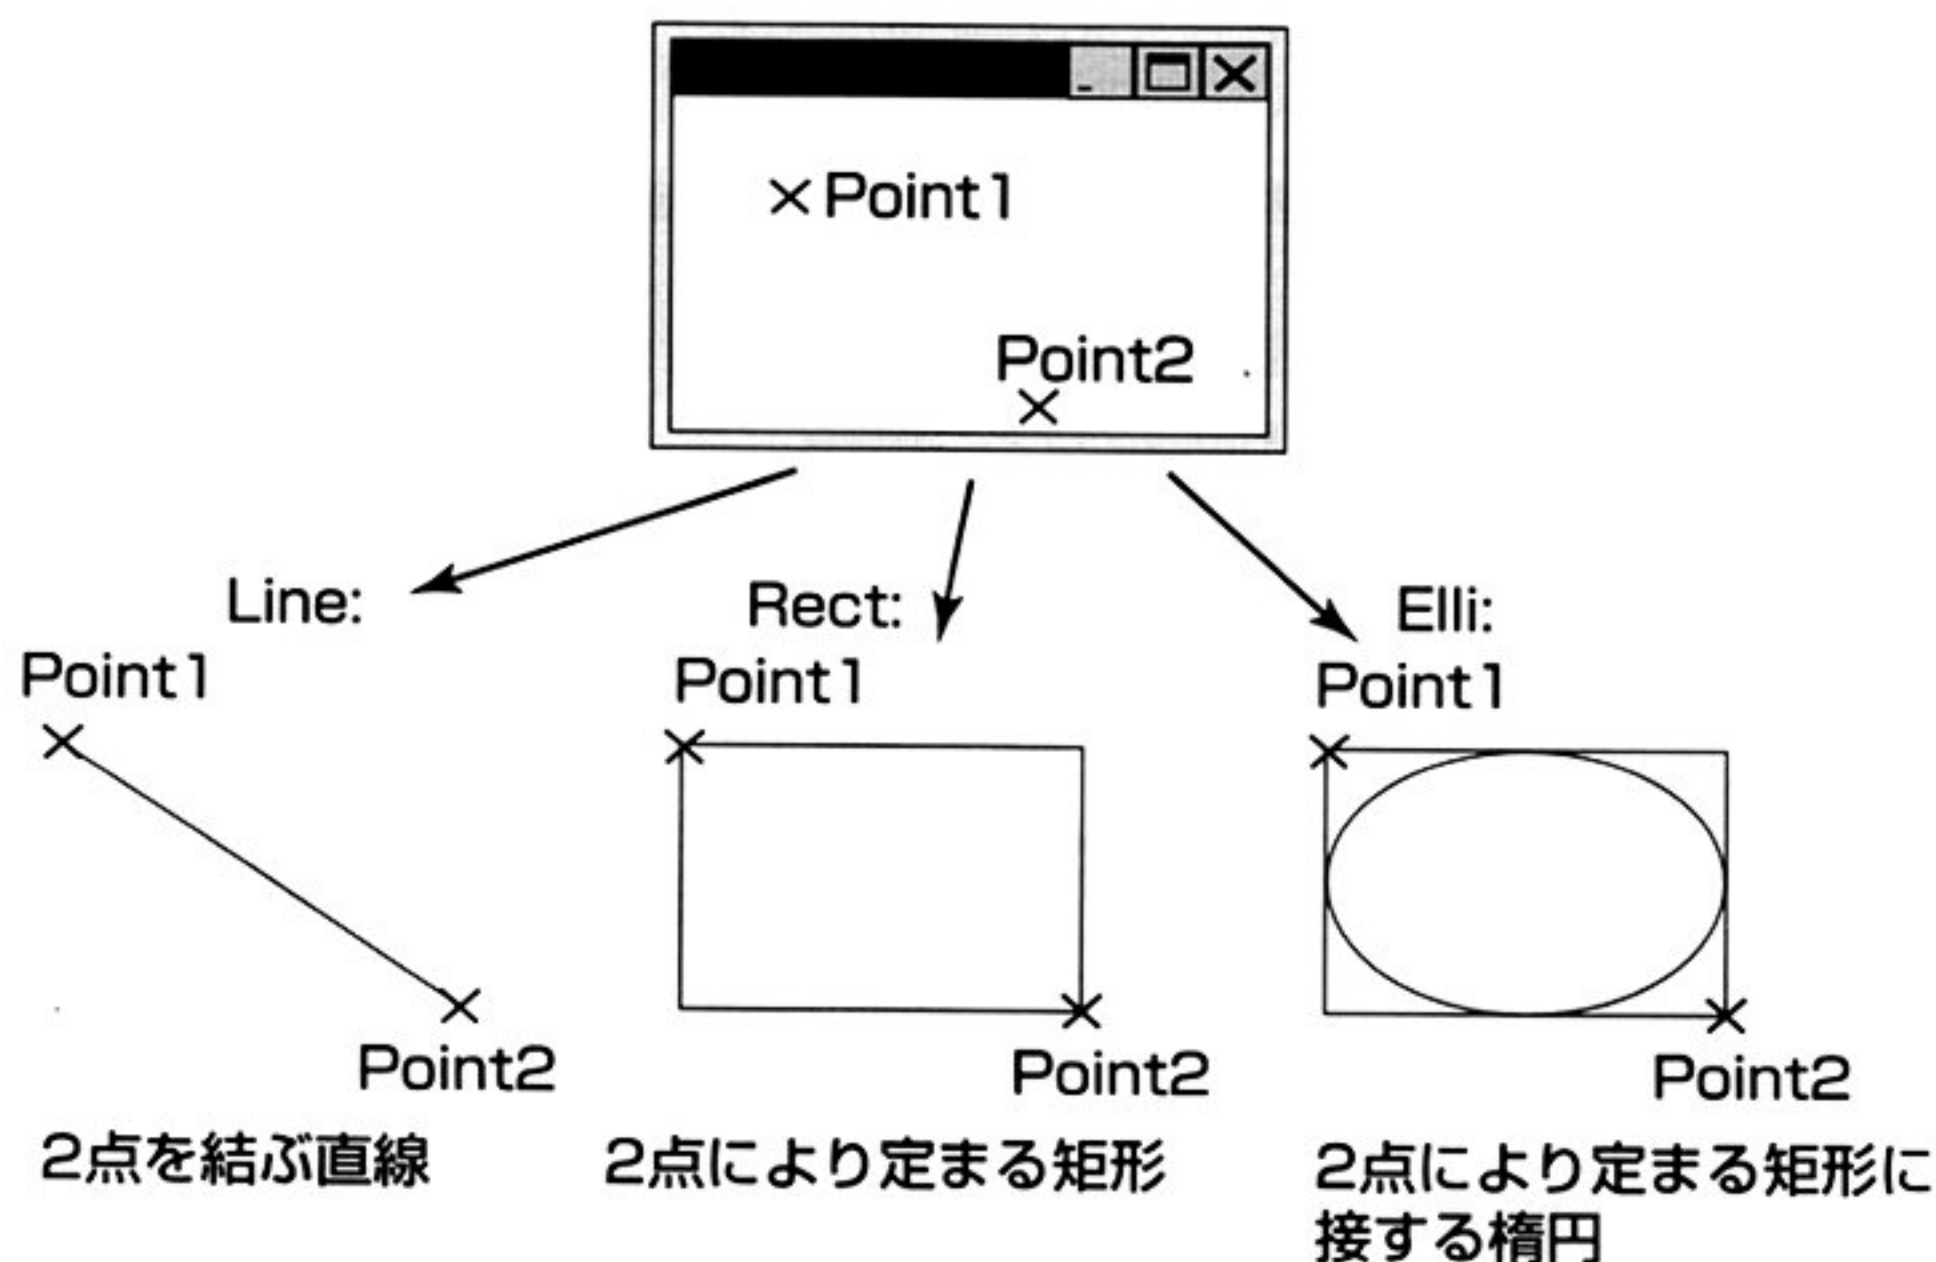 Point1
Point2
Line:
Point1
Point2
2点を結ぶ直線
Rect:
Point1
Point2
2点により定まる矩形
Elli:
Point1
Point2
2点により定まる矩形に
接する楕円